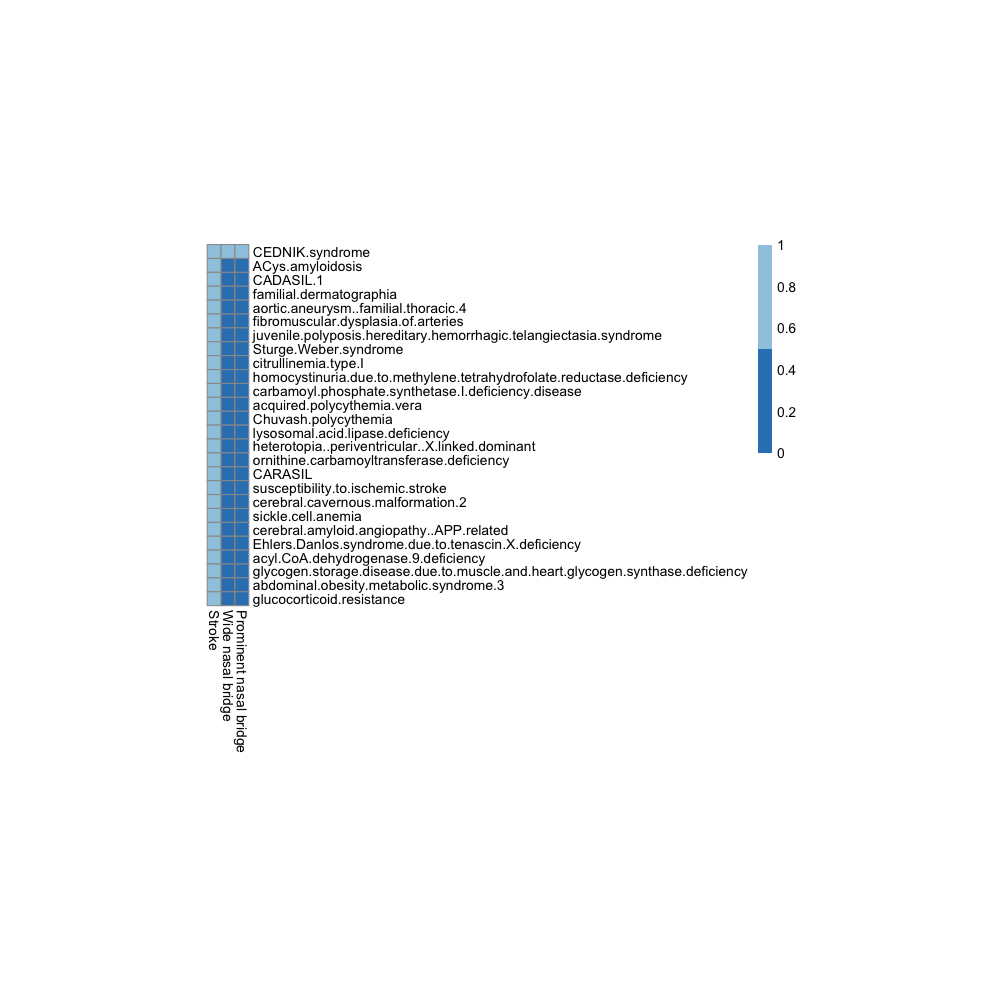 CEDNIK.syndrome
ACys.amyloidosis
CADASIL.1
familial.dermatographia
aortic.aneurysm..familial.thoracic.4
fibromuscular.dysplasia.of.arteries
juvenile.polyposis.hereditary.hemorrhagic.telangiectasia.syndrome
Sturge.Weber.syndrome
citrullinemia.type.I
homocystinuria.due.to.methylene.tetrahydrofolate.reductase.deficiency
carbamoyl.phosphate.synthetase.I.deficiency.disease
acquired.polycythemia.vera
Chuvash.polycythemia
lysosomal.acid.lipase.deficiency
heterotopia..periventricular..X.linked.dominant
ornithine.carbamoyltransferase.deficiency
CARASIL
susceptibility.to.ischemic.stroke
cerebral.cavernous.malformation.2
sickle.cell.anemia
cerebral.amyloid.angiopathy..APP.related
Ehlers.Danlos.syndrome.due.to.tenascin.X.deficiency
acyl.CoA.dehydrogenase.9.deficiency
glycogen.storage.disease.due.to.muscle.and.heart.glycogen.synthase.deficiency
abdominal.obesity.metabolic.syndrome.3
glucocorticoid.resistance
Stroke
Wide nasal bridge
Prominent nasal bridge
1
0.8
0.6
0.4
0.2
0